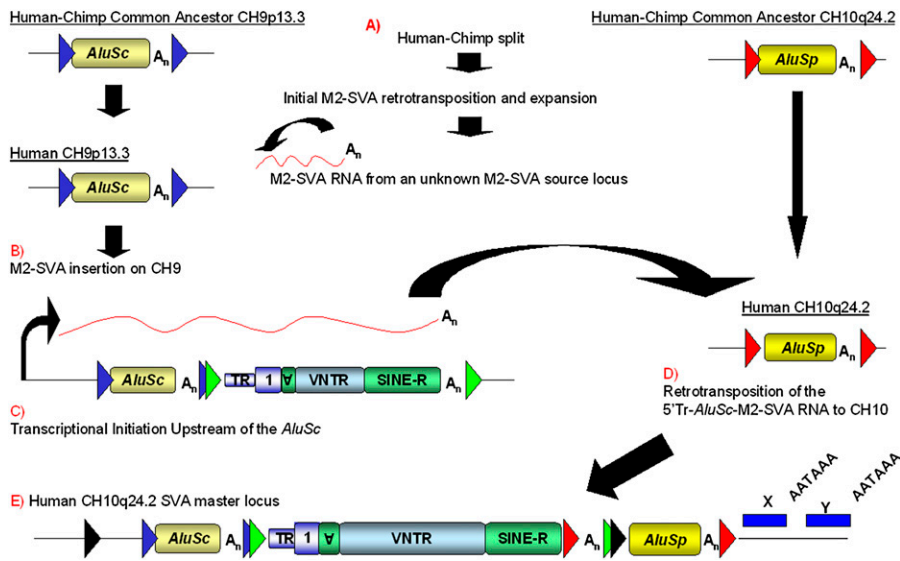 Human-Chimp Common Ancestor CH9p13.3
AluSc An
Human CH9p13.3
AluSc An
A)
Human-Chimp split
Initial M2-SVA retrotransposition and expansion
An
M2-SVA RNA from an unknown M2-SVA source locus
Human-Chimp Common Ancestor CH10q24.2
AluSp An
Human CH10q24.2
AluSp An
B)
M2-SVA insertion on CH9
An
AluSc An TR 1 A VNTR SINE-R An
C)
Transcriptional Initiation Upstream of the AluSc
D)
Retrotransposition of the
5'Tr-AluSc-M2-SVA RNA to CH10
E) Human CH10q24.2 SVA master locus
AluSc An TR 1 A VNTR SINE-R An AluSp An
X AATAAA Y AATAAA